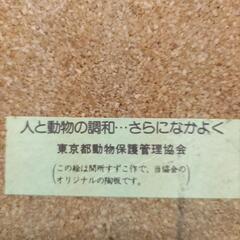 人と動物の調和…さらになかよく
東京都動物保護管理協会
(この絵は関所すずこ作で、当協会の
オリジナルの陶板です。)